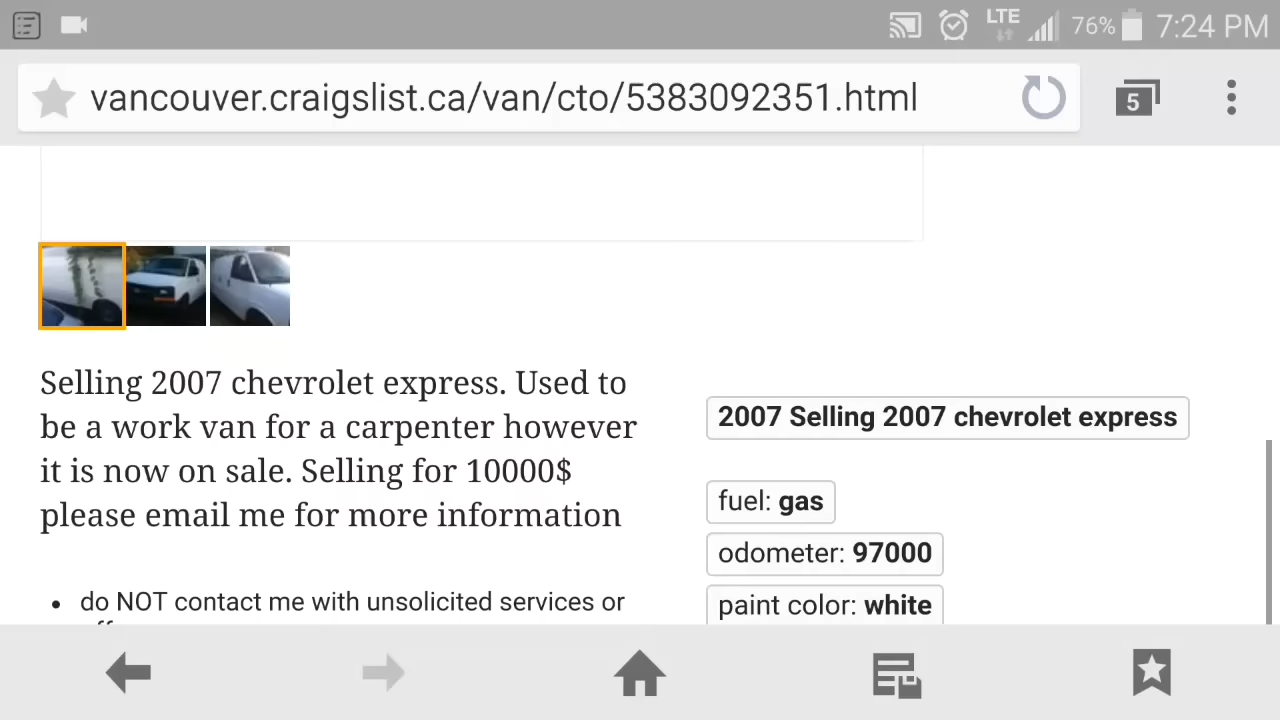 LTE 76% 7:24 PM
vancouver.craigslist.ca/van/cto/5383092351.html
5
Selling 2007 chevrolet express. Used to
be a work van for a carpenter however
it is now on sale. Selling for 10000$
please email me for more information
do NOT contact me with unsolicited services or
2007 Selling 2007 chevrolet express
fuel: gas
odometer: 97000
paint color: white